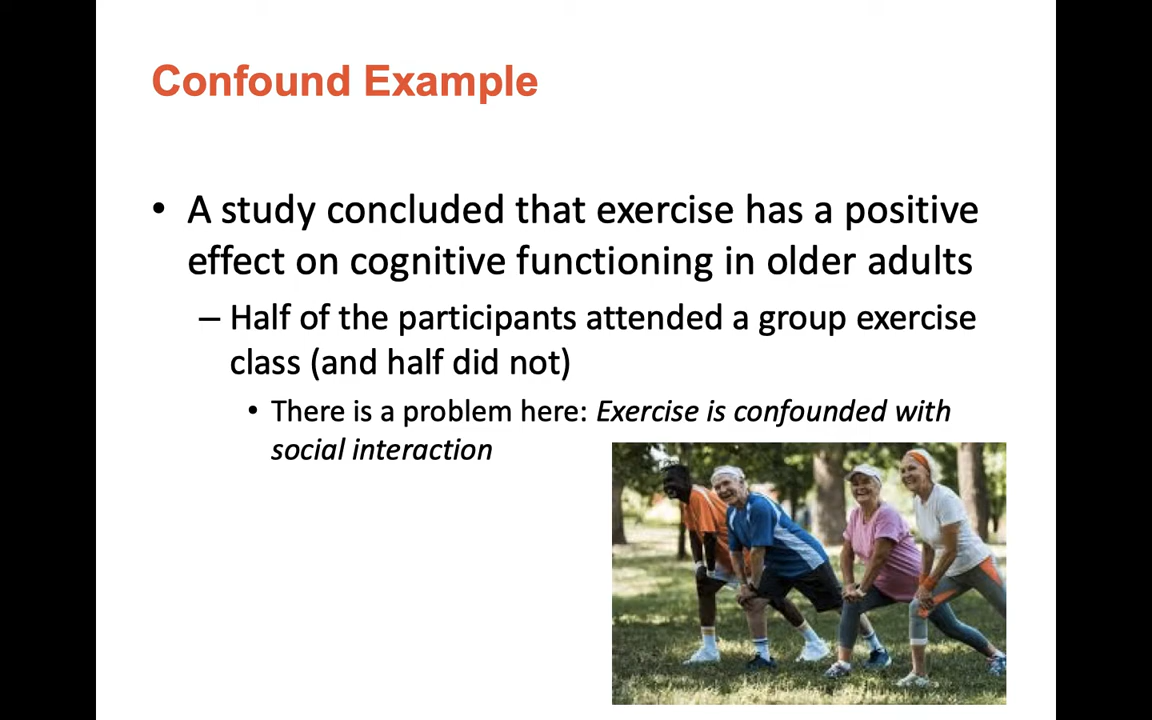 Confound Example
• A study concluded that exercise has a positive
effect on cognitive functioning in older adults
– Half of the participants attended a group exercise
class (and half did not)
• There is a problem here: Exercise is confounded with
social interaction